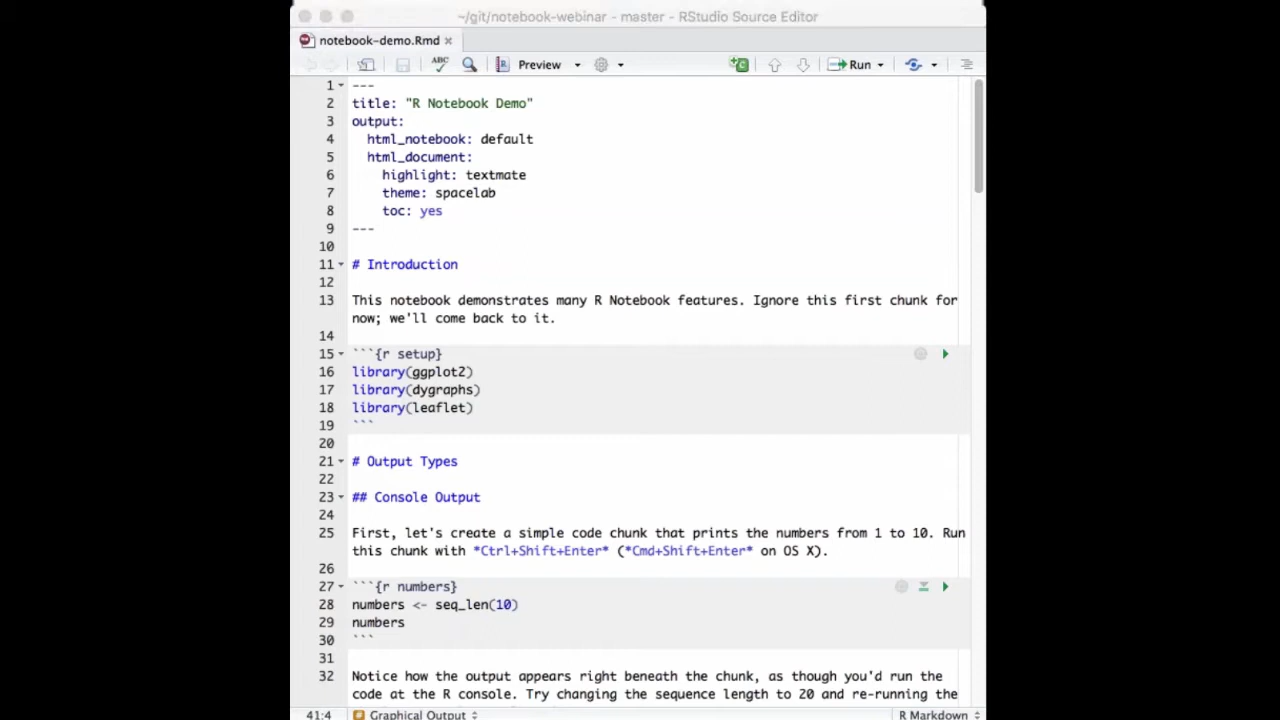 ~/git/notebook-webinar - master - RStudio Source Editor
notebook-demo.Rmd
ABC
Preview
Run
1 ---
2 title: "R Notebook Demo"
3 output:
4   html_notebook: default
5   html_document:
6     highlight: textmate
7     theme: spacelab
8     toc: yes
9 ---
10
11 # Introduction
12
13 This notebook demonstrates many R Notebook features. Ignore this first chunk for
now; we'll come back to it.
14
15 ```{r setup}
16 library(ggplot2)
17 library(dygraphs)
18 library(leaflet)
19 ```
20
21 # Output Types
22
23 ## Console Output
24
25 First, let's create a simple code chunk that prints the numbers from 1 to 10. Run
this chunk with *Ctrl+Shift+Enter* (*Cmd+Shift+Enter* on OS X).
26
27 ```{r numbers}
28 numbers <- seq_len(10)
29 numbers
30 ```
31
32 Notice how the output appears right beneath the chunk, as though you'd run the
code at the R console. Try changing the sequence length to 20 and re-running the
41:4 # Graphical Output R Markdown